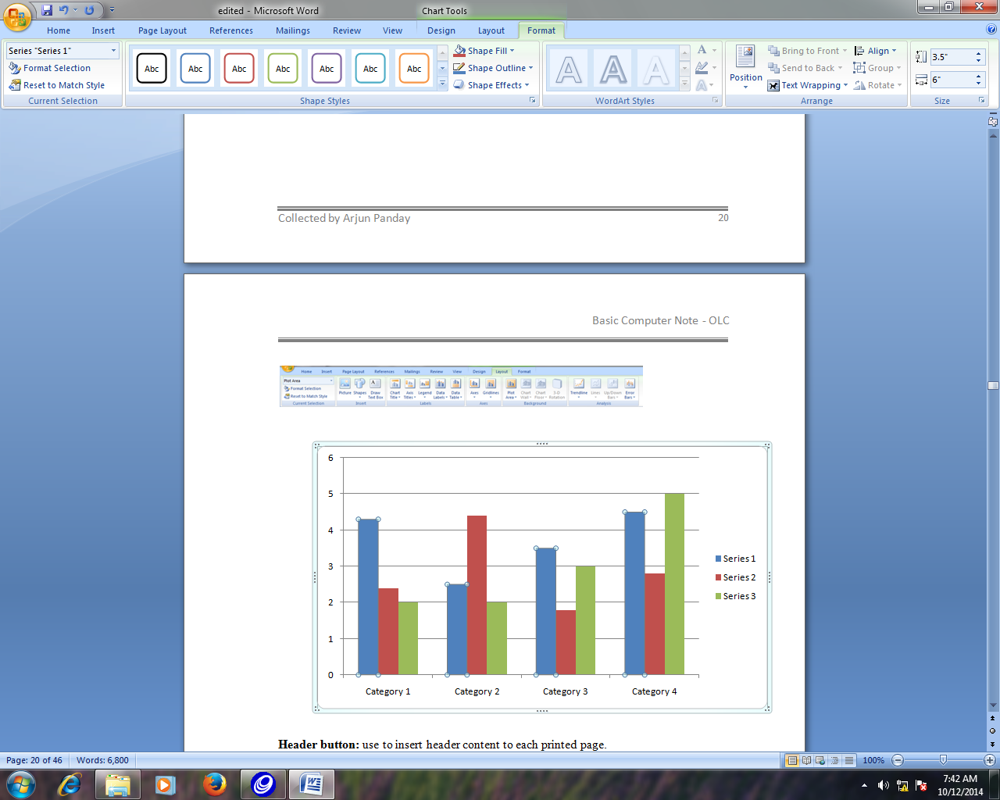 edited - Microsoft Word
Chart Tools
Home Insert Page Layout References Mailings Review View Design Layout Format
Series "Series 1"
Format Selection
Reset to Match Style
Current Selection
Abc Abc Abc Abc Abc Abc Abc
Shape Fill
Shape Outline
Shape Effects
Shape Styles
A A A
A
A
WordArt Styles
Position
Bring to Front
Send to Back
Text Wrapping
Align
Group
Rotate
Arrange
3.5"
6"
Size
Collected by Arjun Panday 20
Basic Computer Note - OLC
Home Insert Page Layout References Mailings Review View Design Layout Format
Plot Area
Format Selection
Reset to Match Style
Current Selection
Picture Shapes Draw Text Box
Insert
Chart Title Axis Titles Legend Data Labels Data Table
Labels
Axes Gridlines
Axes
Plot Area Chart Wall Chart Floor 3-D Rotation
Background
Trendline Lines Up/Down Bars Error Bars
Analysis
6
5
4
3
2
1
0
Category 1 Category 2 Category 3 Category 4
Series 1
Series 2
Series 3
Header button: use to insert header content to each printed page.
Page: 20 of 46 Words: 6,800
100%
7:42 AM
10/12/2014